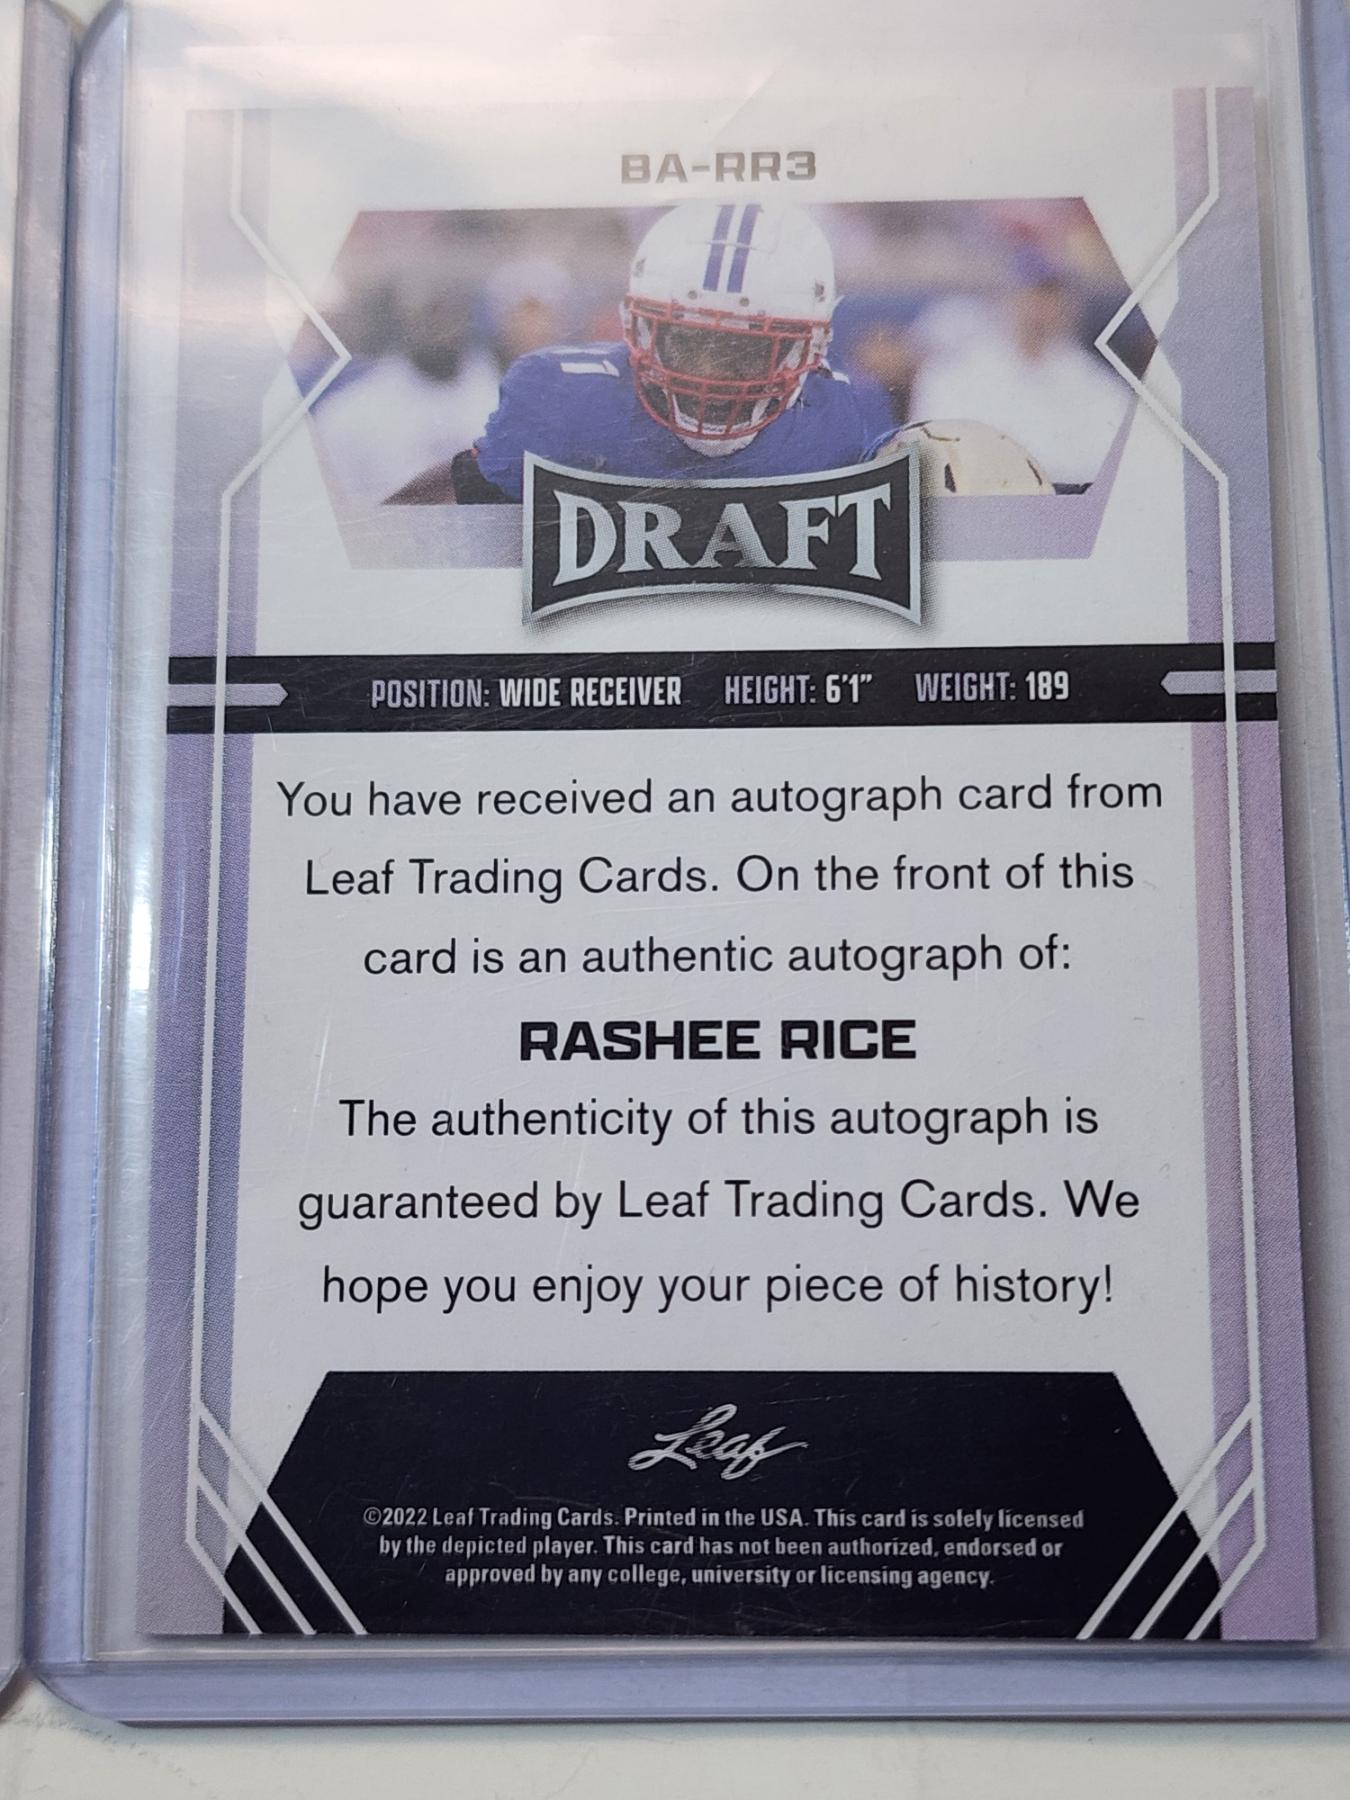 BA-RR3
DRAFT
POSITION: WIDE RECEIVER HEIGHT: 6'1" WEIGHT: 189
You have received an autograph card from
Leaf Trading Cards. On the front of this
card is an authentic autograph of:
RASHEE RICE
The authenticity of this autograph is
guaranteed by Leaf Trading Cards. We
hope you enjoy your piece of history!
Leaf
©2022 Leaf Trading Cards. Printed in the USA. This card is solely licensed
by the depicted player. This card has not been authorized, endorsed or
approved by any college, university or licensing agency.